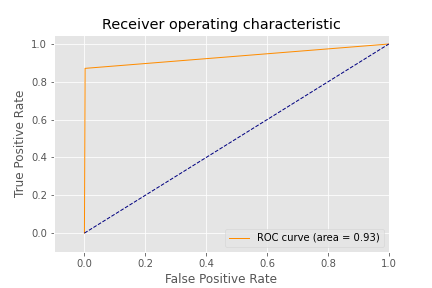 Receiver operating characteristic
1.0
0.8
0.6
0.4
0.2
0.0
True Positive Rate
ROC curve (area = 0.93)
0.0 0.2 0.4 0.6 0.8 1.0
False Positive Rate